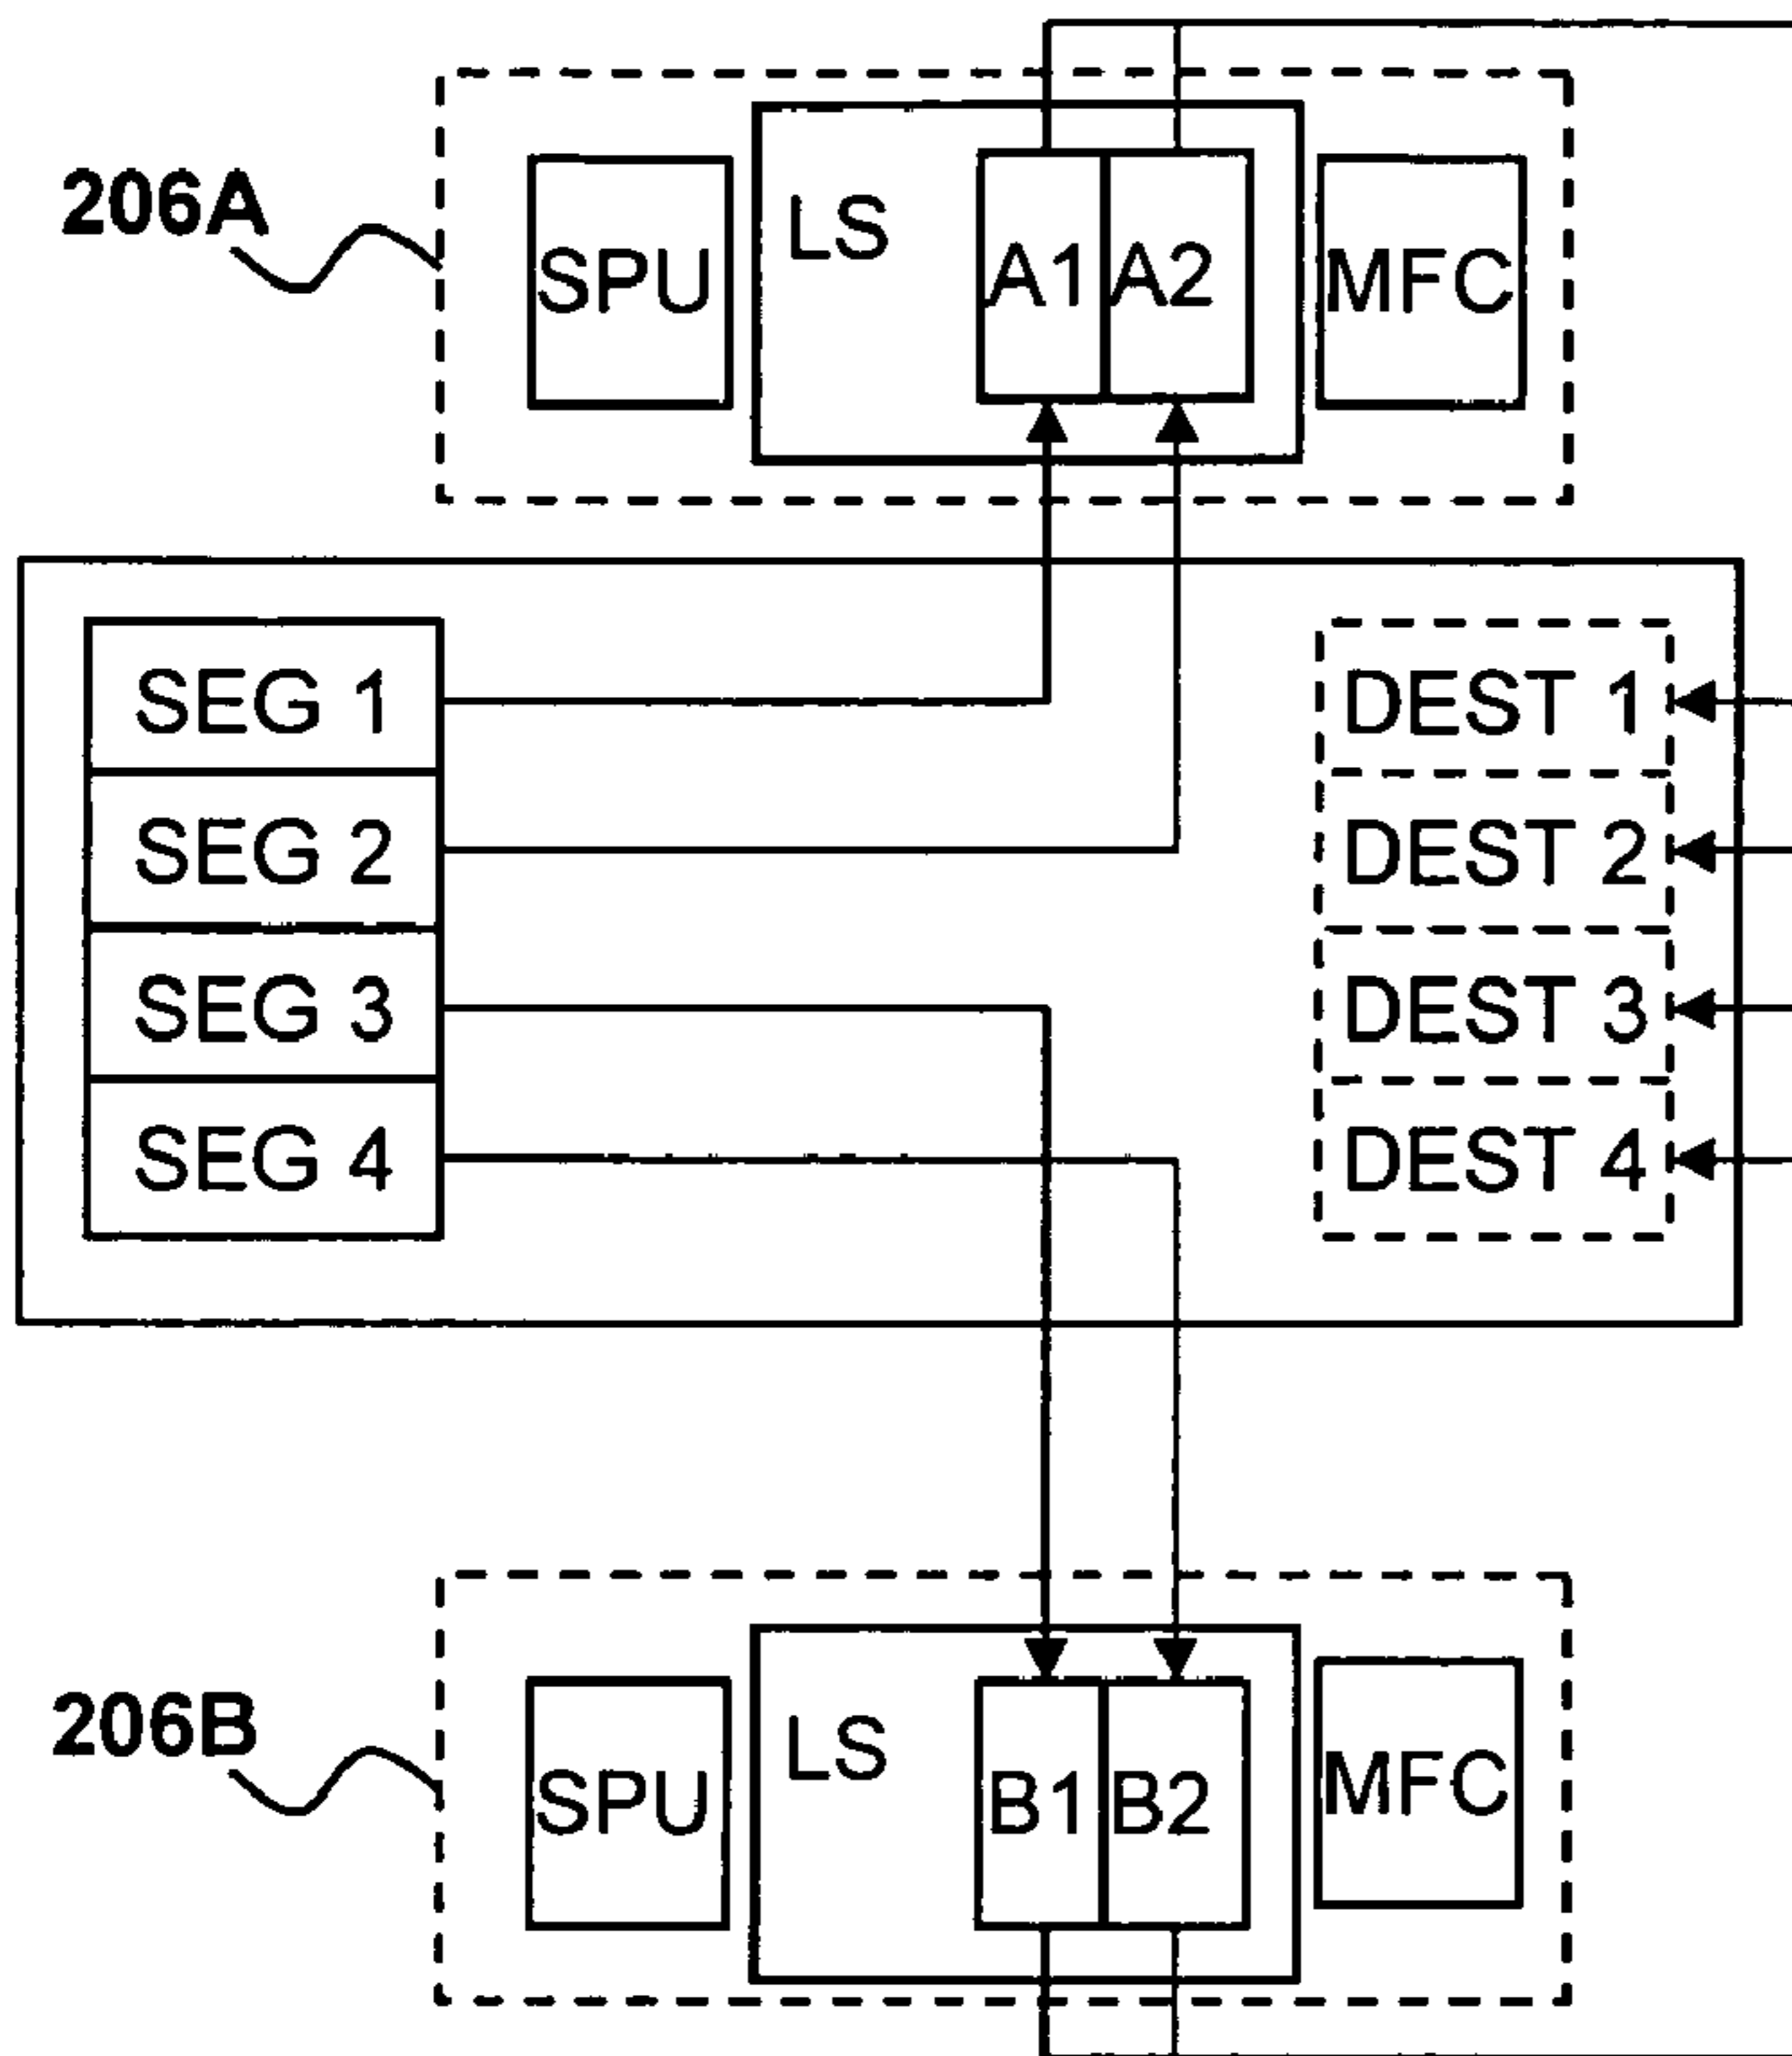 206A
SPU
LS
A1
A2
MFC
SEG 1
DEST 1
SEG 2
DEST 2
SEG 3
DEST 3
SEG 4
DEST 4
206B
SPU
LS
B1
B2
MFC